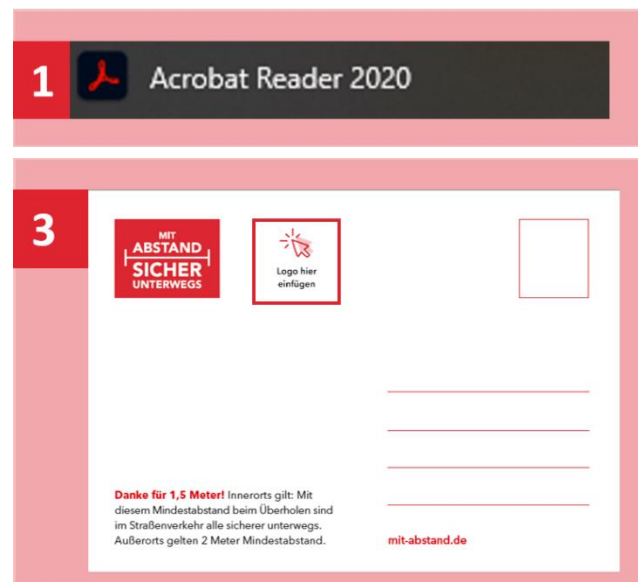 1
Acrobat Reader 2020
3
MIT
ABSTAND
SICHER
UNTERWEGS
Logo hier
einfügen
Danke für 1,5 Meter! Innerorts gilt: Mit
diesem Mindestabstand beim Überholen sind
im Straßenverkehr alle sicherer unterwegs.
Außerorts gelten 2 Meter Mindestabstand.
mit-abstand.de